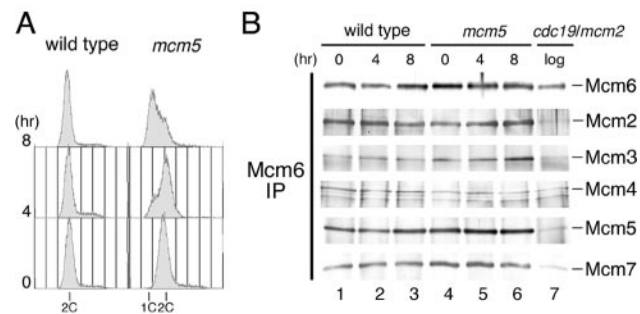 A
wild type mcm5
(hr)
8
4
0
2C 1C 2C
B
wild type mcm5 cdc19/mcm2
(hr) 0 4 8 0 4 8 log
Mcm6 IP
Mcm6
Mcm2
Mcm3
Mcm4
Mcm5
Mcm7
1 2 3 4 5 6 7